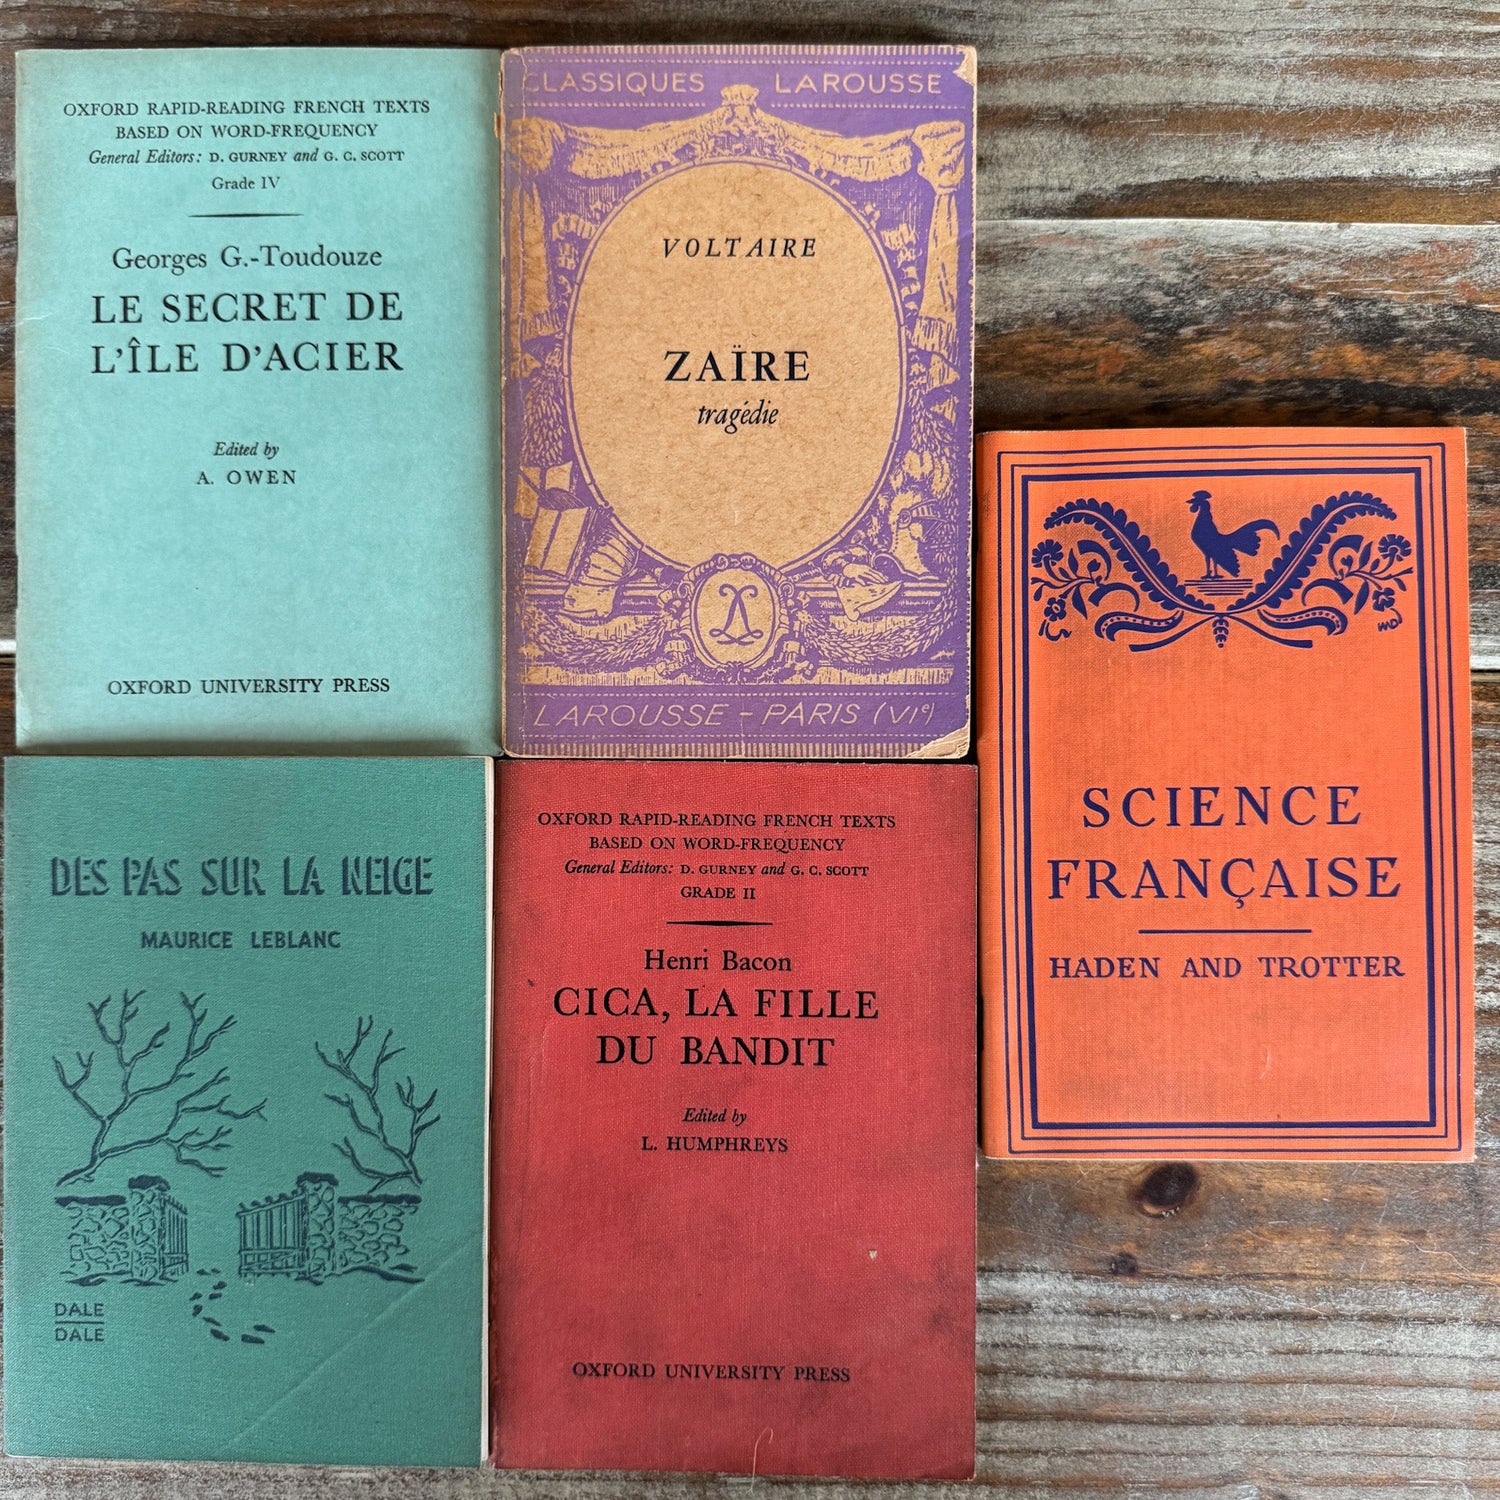 OXFORD RAPID-READING FRENCH TEXTS
BASED ON WORD-FREQUENCY
General Editors: D. GURNEY and G. C. SCOTT
Grade IV
Georges G.-Toudouze
LE SECRET DE
L'ÎLE D'ACIER
Edited by
A. OWEN
OXFORD UNIVERSITY PRESS
CLASSIQUES LAROUSSE
VOLTAIRE
ZAÏRE
tragédie
LAROUSSE - PARIS (VIe)
DES PAS SUR LA NEIGE
MAURICE LEBLANC
DALE
DALE
OXFORD RAPID-READING FRENCH TEXTS
BASED ON WORD-FREQUENCY
General Editors: D. GURNEY and G. C. SCOTT
GRADE II
Henri Bacon
CICA, LA FILLE
DU BANDIT
Edited by
L. HUMPHREYS
OXFORD UNIVERSITY PRESS
SCIENCE
FRANÇAISE
HADEN AND TROTTER